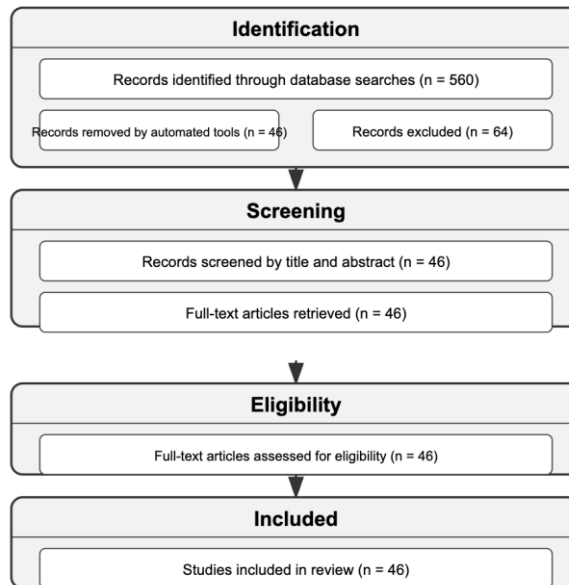 Identification
Records identified through database searches (n = 560)
Records removed by automated tools (n = 46)
Records excluded (n = 64)
Screening
Records screened by title and abstract (n = 46)
Full-text articles retrieved (n = 46)
Eligibility
Full-text articles assessed for eligibility (n = 46)
Included
Studies included in review (n = 46)